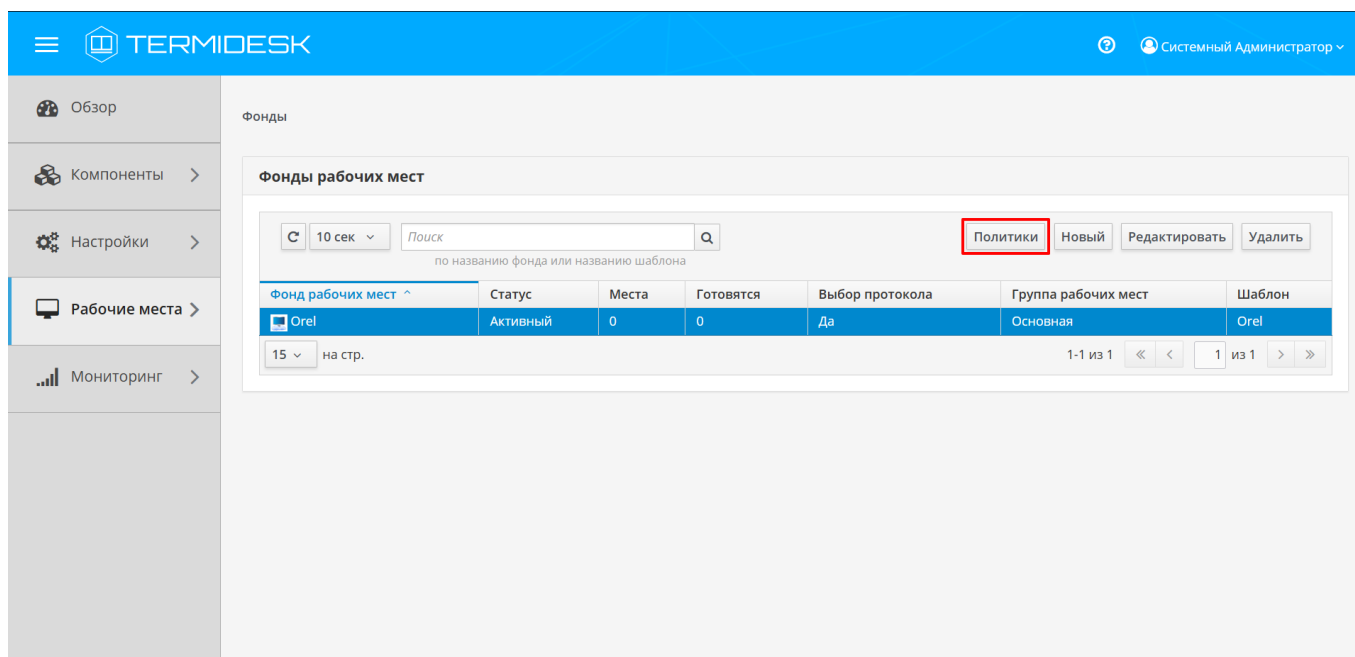 TERMIDESK
Системный Администратор
Обзор
Фонды
Компоненты
Фонды рабочих мест
Настройки
10 сек
Поиск
Политики Новый Редактировать Удалить
по названию фонда или названию шаблона
Рабочие места
Фонд рабочих мест Статус Места Готовятся Выбор протокола Группа рабочих мест Шаблон
Orel Активный 0 0 Да Основная Orel
15 на стр. 1-1 из 1 « < 1 из 1 > »
Мониторинг